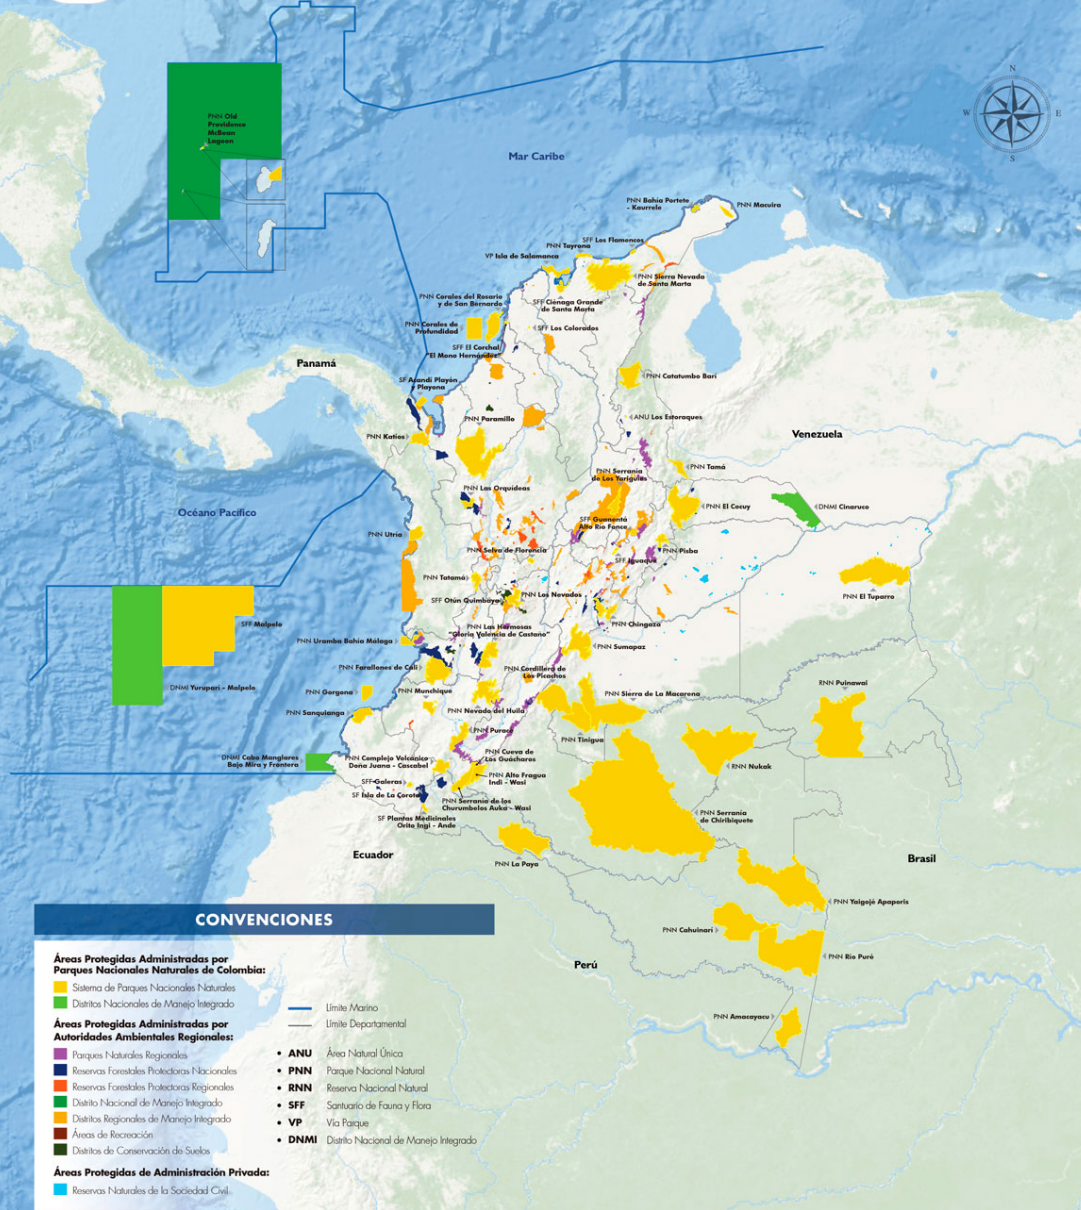 N
W
E
S
PNN Old
Providence
McBean
Lagoon
Mar Caribe
PNN Bahía Portete
- Kaurrele
PNN Macuira
SFF Los Flamencos
PNN Tayrona
VP Isla de Salamanca
PNN Sierra Nevada
de Santa Marta
PNN Corales del Rosario
y de San Bernardo
SFF Ciénaga Grande
de Santa Marta
PNN Corales de
Profundidad
SFF Los Colorados
SFF El Corchal
"El Mono Hernández"
Panamá
SF Acandí Playón
y Playona
PNN Catatumbo Barí
PNN Paramillo
ANU Los Estoraques
PNN Katíos
Venezuela
PNN Tamá
PNN Serranía
de Los Yariguíes
PNN Las Orquídeas
PNN El Cocuy
DNMI Cinaruco
Océano Pacífico
SFF Guanentá
Alto Río Fonce
PNN Utría
PNN Selva de Florencia
PNN Pisba
SFF Iguaque
PNN Tatamá
PNN El Tuparro
PNN Los Nevados
SFF Otún Quimbaya
SFF Malpelo
PNN Chingaza
PNN Las Hermosas
"Gloria Valencia de Castaño"
PNN Uramba Bahía Málaga
PNN Sumapaz
PNN Farallones de Cali
PNN Cordillera de
Los Picachos
DNMI Yuruparí - Malpelo
PNN Gorgona
PNN Munchique
PNN Sierra de La Macarena
RNN Puinawai
PNN Sanquianga
PNN Nevado del Huila
PNN Puracé
PNN Tinigua
DNMI Cabo Manglares
Bajo Mira y Frontera
PNN Complejo Volcánico
Doña Juana - Cascabel
PNN Cueva de
Los Guácharos
RNN Nukak
PNN Alto Fragua
Indi - Wasi
SFF Galeras
SF Isla de La Corota
PNN Serranía de los
Churumbelos Auka - Wasi
PNN Serranía
de Chiribiquete
SF Plantas Medicinales
Orito Ingi - Ande
Ecuador
PNN La Paya
Brasil
PNN Yaigojé Apaporis
PNN Cahuinarí
PNN Río Puré
Perú
PNN Amacayacu
CONVENCIONES
Áreas Protegidas Administradas por
Parques Nacionales Naturales de Colombia:
Sistema de Parques Nacionales Naturales
Distritos Nacionales de Manejo Integrado
Áreas Protegidas Administradas por
Autoridades Ambientales Regionales:
Parques Naturales Regionales
Reservas Forestales Protectoras Nacionales
Reservas Forestales Protectoras Regionales
Distrito Nacional de Manejo Integrado
Distritos Regionales de Manejo Integrado
Áreas de Recreación
Distritos de Conservación de Suelos
Áreas Protegidas de Administración Privada:
Reservas Naturales de la Sociedad Civil
Límite Marino
Límite Departamental
• ANU Área Natural Única
• PNN Parque Nacional Natural
• RNN Reserva Nacional Natural
• SFF Santuario de Fauna y Flora
• VP Vía Parque
• DNMI Distrito Nacional de Manejo Integrado